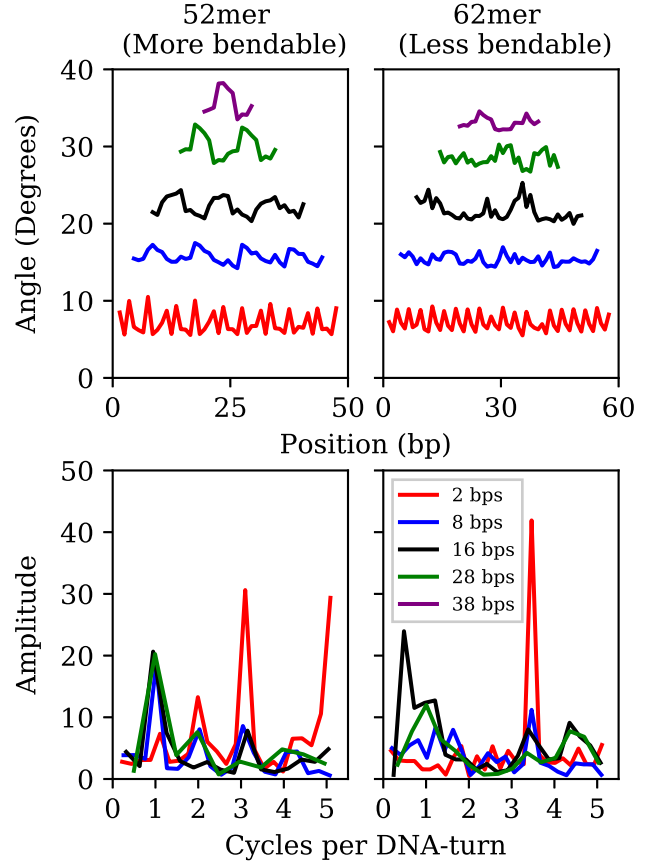 52mer
(More bendable)
62mer
(Less bendable)
Angle (Degrees)
40
30
20
10
0
0
25
50
0
30
60
Position (bp)
Amplitude
50
40
30
20
10
0
2 bps
8 bps
16 bps
28 bps
38 bps
0
1
2
3
4
5
0
1
2
3
4
5
Cycles per DNA-turn